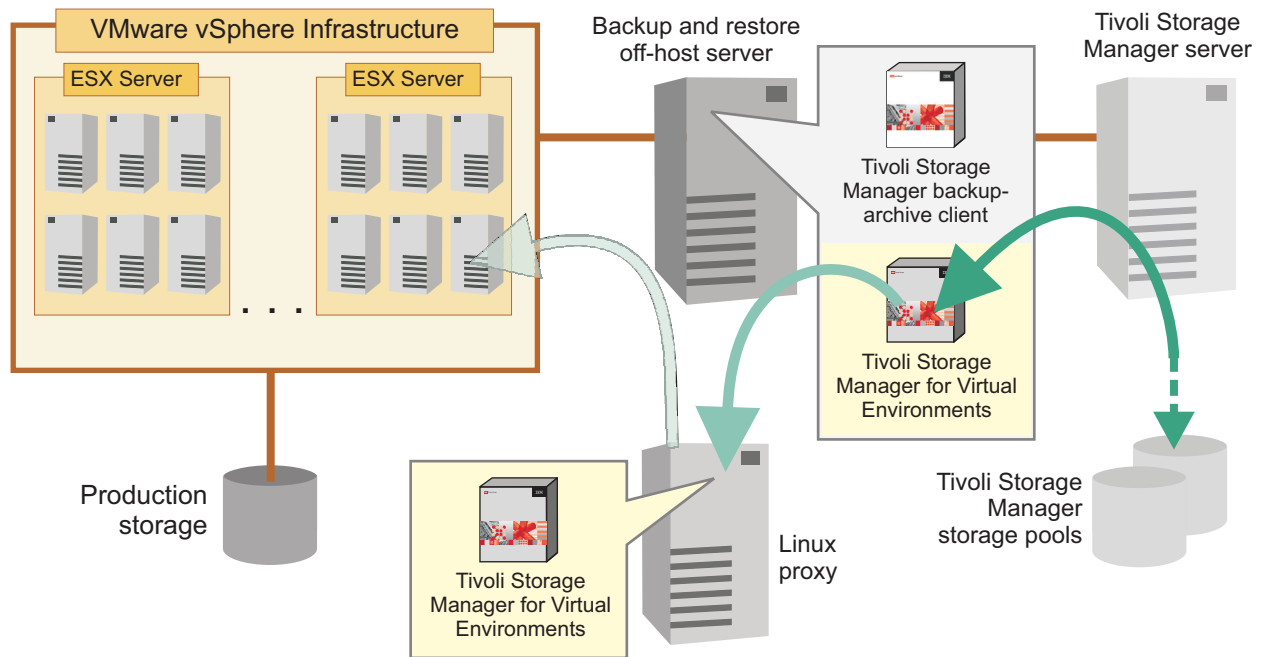 VMware vSphere Infrastructure
ESX Server
ESX Server
. . .
Backup and restore
off-host server
Tivoli Storage
Manager server
Tivoli Storage
Manager backup-
archive client
Tivoli Storage
Manager for Virtual
Environments
Production
storage
Tivoli Storage
Manager for Virtual
Environments
Linux
proxy
Tivoli Storage
Manager
storage pools